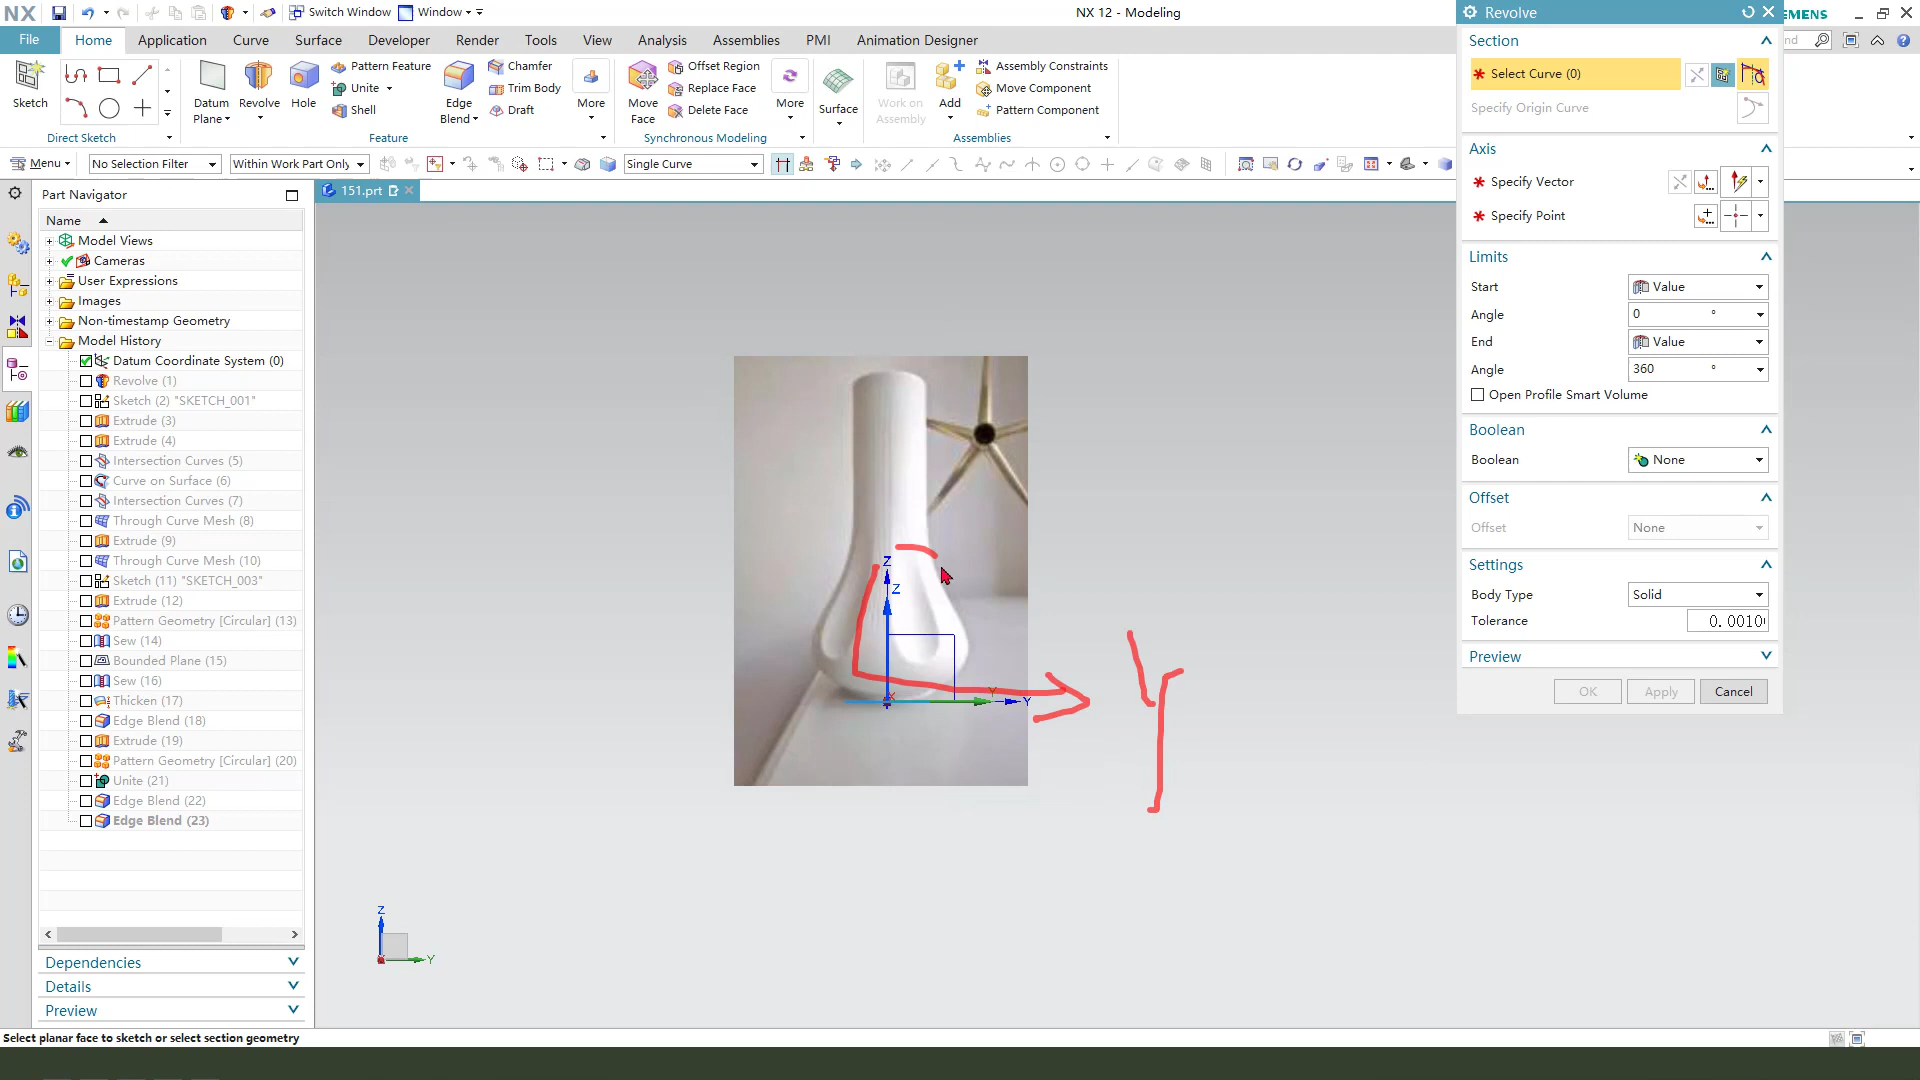 NX Switch Window Window NX 12 - Modeling Revolve SIEMENS
File Home Application Curve Surface Feature Developer Render Tools View Analysis Assemblies PMI Animation Designer
Section
Sketch Datum Plane Revolve Hole Pattern Feature Unite Shell Edge Blend Chamfer Trim Body Draft More Move Face Offset Region Replace Face Delete Face More Surface Work on Assembly Add Assembly Constraints Move Component Pattern Component
Select Curve (0)
Specify Origin Curve
Direct Sketch Feature Synchronous Modeling Assemblies
Axis
Menu No Selection Filter Within Work Part Only Single Curve
Specify Vector
Specify Point
Part Navigator
151.prt
Name
Model Views
Cameras
User Expressions
Images
Non-timestamp Geometry
Model History
Datum Coordinate System (0)
Revolve (1)
Sketch (2) "SKETCH_001"
Extrude (3)
Extrude (4)
Intersection Curves (5)
Curve on Surface (6)
Intersection Curves (7)
Through Curve Mesh (8)
Extrude (9)
Through Curve Mesh (10)
Sketch (11) "SKETCH_003"
Extrude (12)
Pattern Geometry [Circular] (13)
Sew (14)
Bounded Plane (15)
Sew (16)
Thicken (17)
Edge Blend (18)
Extrude (19)
Pattern Geometry [Circular] (20)
Unite (21)
Edge Blend (22)
Edge Blend (23)
Dependencies
Details
Preview
Z
Z
X
Y
Y
Y
Z
Y
Limits
Start Value
Angle 0 °
End Value
Angle 360 °
Open Profile Smart Volume
Boolean
Boolean None
Offset
Offset None
Settings
Body Type Solid
Tolerance 0.0010
Preview
OK Apply Cancel
Select planar face to sketch or select section geometry